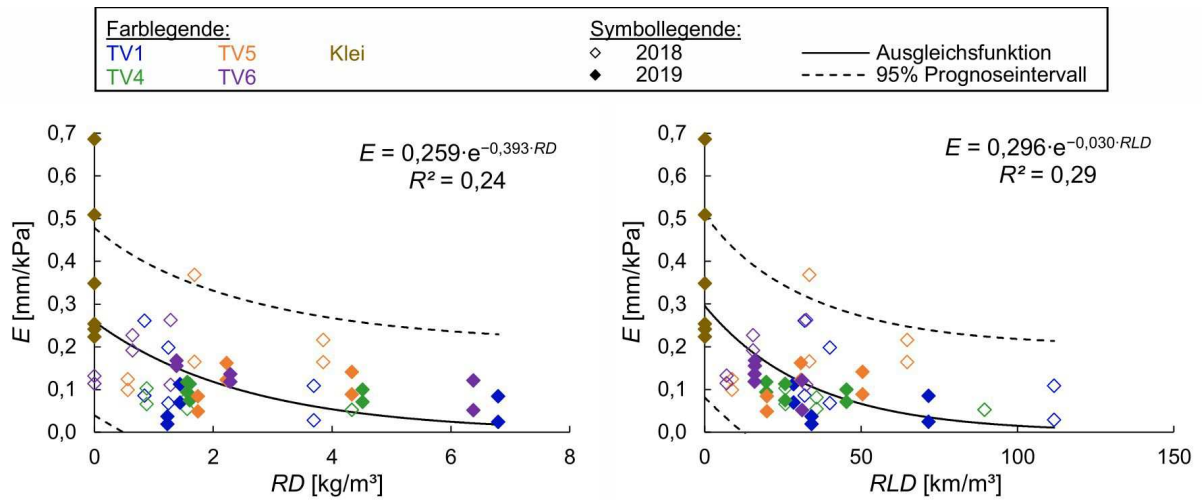 Farblegende:
TV1 TV5 Klei
TV4 TV6
Symbollegende:
2018
2019
Ausgleichsfunktion
95% Prognoseintervall
E [mm/kPa]
0,7
0,6
0,5
0,4
0,3
0,2
0,1
0,0
E = 0,259·e^−0,393·RD
R² = 0,24
0 2 4 6 8
RD [kg/m³]
E [mm/kPa]
0,7
0,6
0,5
0,4
0,3
0,2
0,1
0,0
E = 0,296·e^−0,030·RLD
R² = 0,29
0 50 100 150
RLD [km/m³]